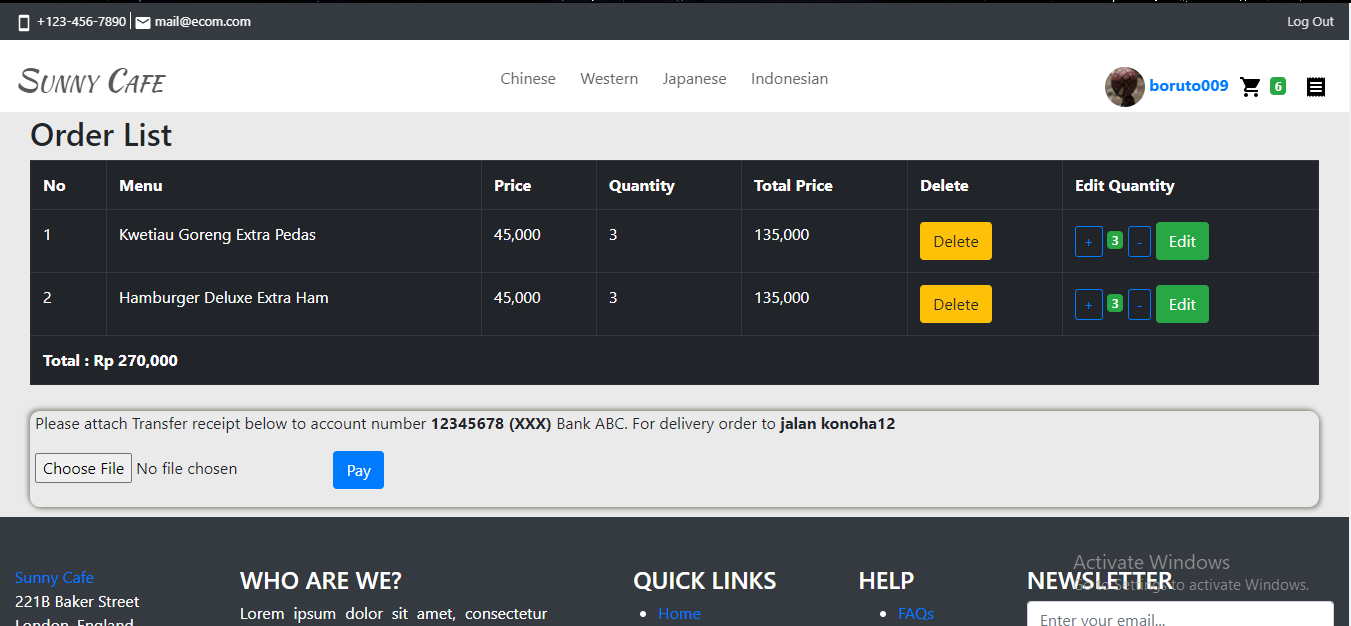 +123-456-7890 mail@ecom.com Log Out
Sunny Cafe Chinese Western Japanese Indonesian boruto009 6
Order List
No Menu Price Quantity Total Price Delete Edit Quantity
1 Kwetiau Goreng Extra Pedas 45,000 3 135,000 Delete + 3 - Edit
2 Hamburger Deluxe Extra Ham 45,000 3 135,000 Delete + 3 - Edit
Total : Rp 270,000
Please attach Transfer receipt below to account number 12345678 (XXX) Bank ABC. For delivery order to jalan konoha12
Choose File No file chosen Pay
Activate Windows
Sunny Cafe WHO ARE WE? QUICK LINKS HELP NEWSLETTER
Go to Settings to activate Windows.
221B Baker Street Lorem ipsum dolor sit amet, consectetur Home FAQs Enter your email...
London, England